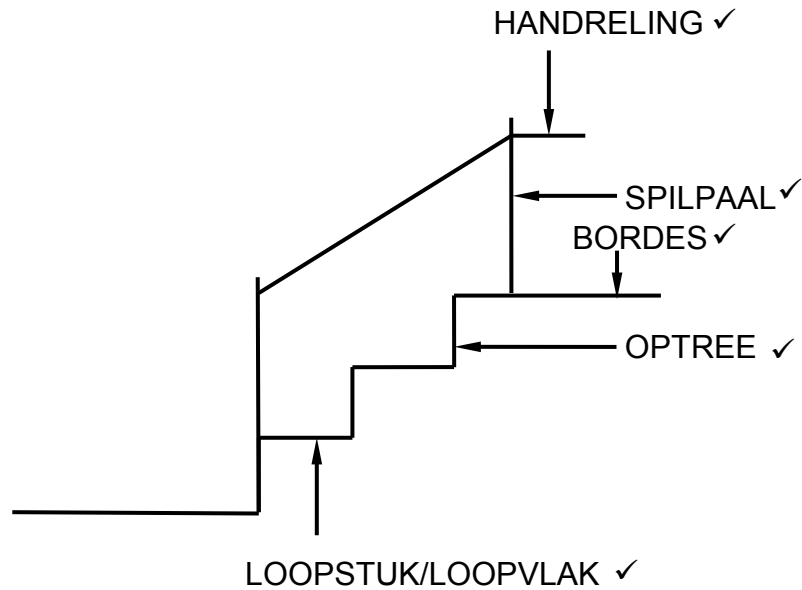 HANDRELING ✓
SPILPAAL ✓
BORDES ✓
OPTREE ✓
LOOPSTUK/LOOPVLAK ✓